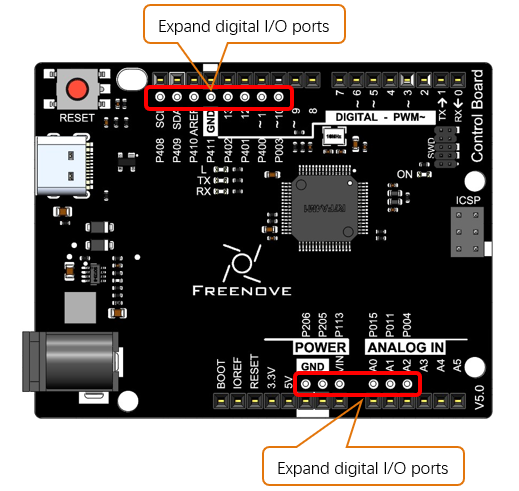 Expand digital I/O ports
RESET
SCL
SDA
AREF
GND
13
12
~11
~10
~9
8
7
~6
~5
4
~3
2
TX→1
RX←0
P408
P409
P410
P411
P402
P401
P400
P003
DIGITAL - PWM~
SWD
Control Board
L
TX
RX
ON
ICSP
FREENOVE
P206
P205
P113
P015
P011
P004
POWER
ANALOG IN
BOOT
IOREF
RESET
3.3V
5V
GND
VIN
A0
A1
A2
A3
A4
A5
V5.0
Expand digital I/O ports